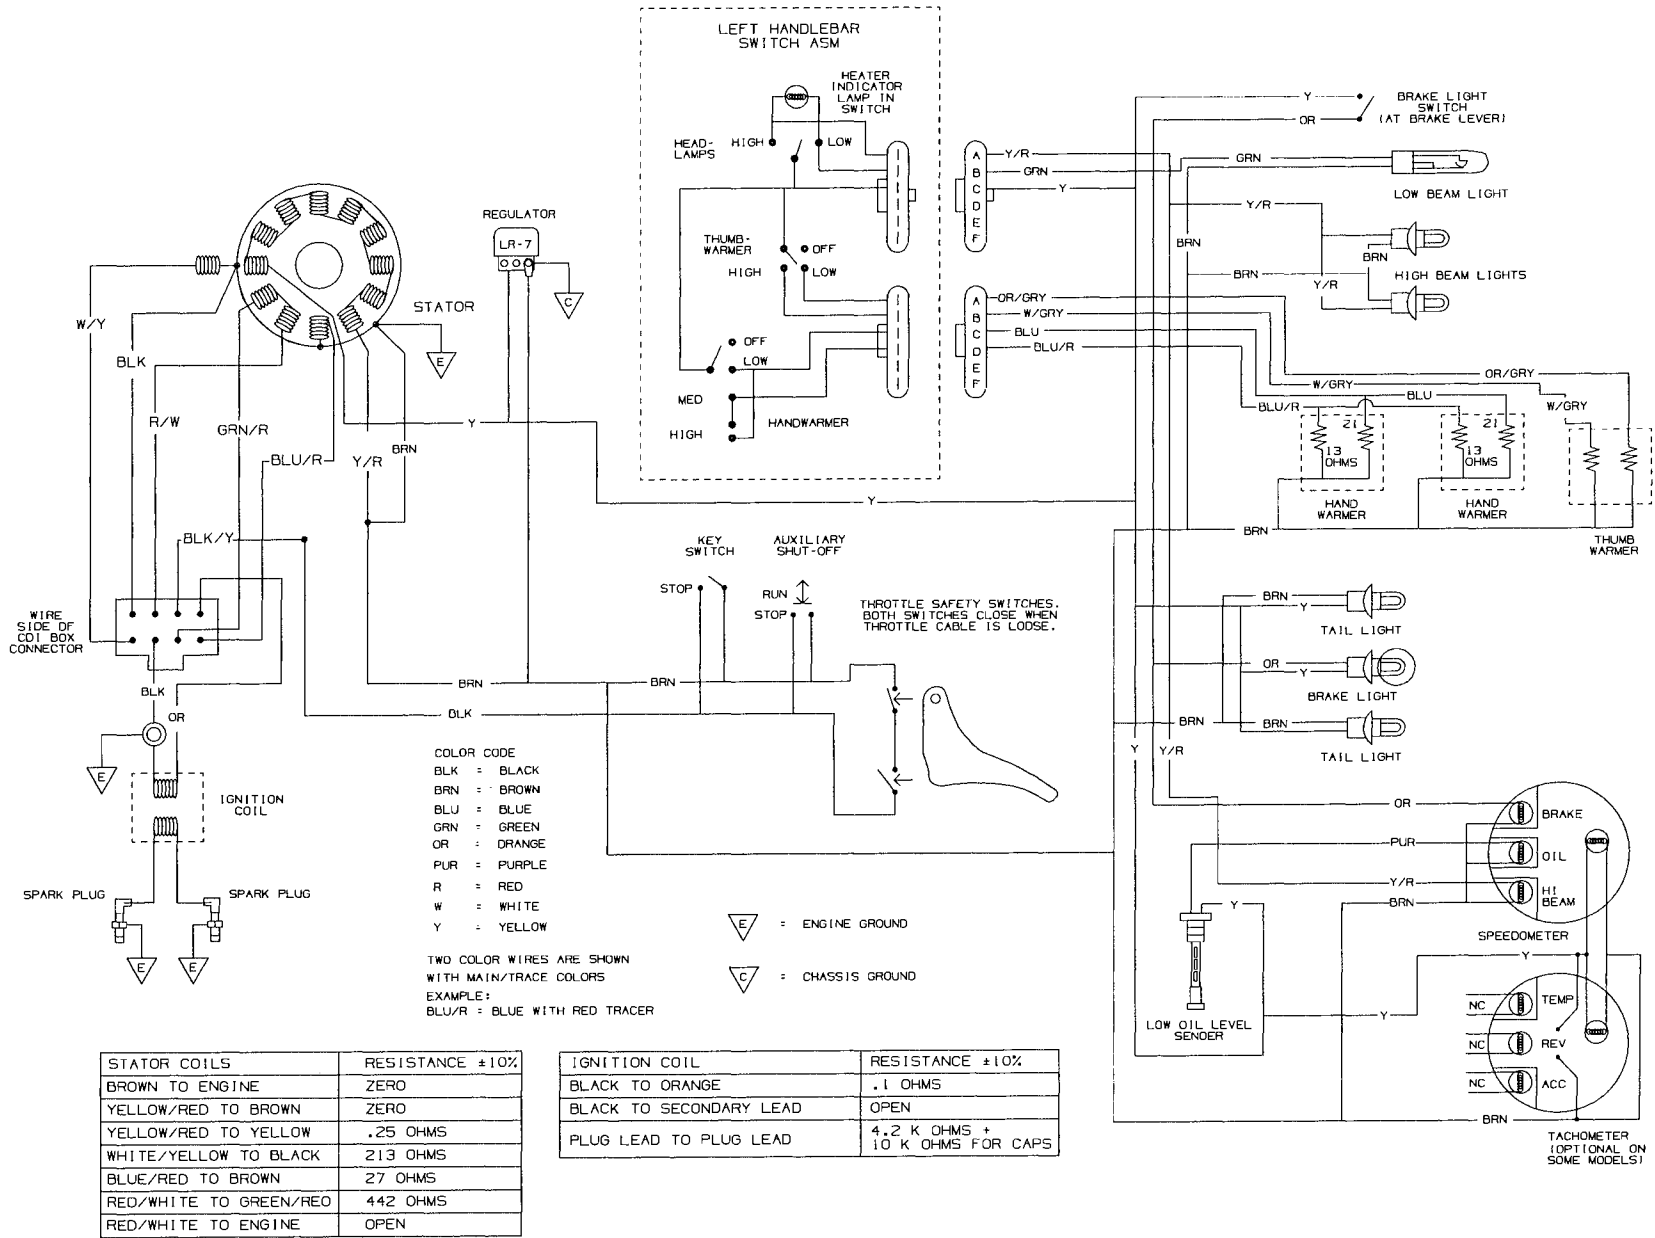 LEFT HANDLEBAR
SWITCH ASM
HEATER
INDICATOR
LAMP IN
SWITCH
HEAD-
LAMPS
HIGH
LOW
THUMB-
WARMER
OFF
HIGH
LOW
OFF
LOW
MED
HIGH
HANDWARMER
A
B
C
D
E
F
Y/R
GRN
Y
A
B
C
D
E
F
OR/GRY
W/GRY
BLU
BLU/R
Y
OR
BRAKE LIGHT
SWITCH
(AT BRAKE LEVER)
GRN
LOW BEAM LIGHT
Y/R
BRN
BRN
BRN
Y/R
HIGH BEAM LIGHTS
OR/GRY
W/GRY
BLU
W/GRY
BLU/R
21
13
OHMS
21
13
OHMS
HAND
WARMER
HAND
WARMER
THUMB
WARMER
BRN
REGULATOR
LR-7
C
STATOR
E
W/Y
BLK
R/W
GRN/R
BLU/R
Y/R
BRN
Y
Y
BLK/Y
WIRE
SIDE OF
CDI BOX
CONNECTOR
BLK
OR
E
IGNITION
COIL
SPARK PLUG
SPARK PLUG
E
E
KEY
SWITCH
STOP
AUXILIARY
SHUT-OFF
RUN
STOP
THROTTLE SAFETY SWITCHES.
BOTH SWITCHES CLOSE WHEN
THROTTLE CABLE IS LOOSE.
BRN
BRN
BLK
BRN
Y
TAIL LIGHT
OR
Y
BRAKE LIGHT
BRN
BRN
TAIL LIGHT
Y
Y/R
OR
BRAKE
PUR
OIL
Y/R
HI
BEAM
BRN
SPEEDOMETER
Y
Y
Y
LOW OIL LEVEL
SENDER
NC
TEMP
NC
REV
NC
ACC
BRN
TACHOMETER
(OPTIONAL ON
SOME MODELS)
COLOR CODE
BLK = BLACK
BRN = BROWN
BLU = BLUE
GRN = GREEN
OR = ORANGE
PUR = PURPLE
R = RED
W = WHITE
Y = YELLOW
TWO COLOR WIRES ARE SHOWN
WITH MAIN/TRACE COLORS
EXAMPLE:
BLU/R = BLUE WITH RED TRACER
E = ENGINE GROUND
C = CHASSIS GROUND
STATOR COILS RESISTANCE ±10%
BROWN TO ENGINE ZERO
YELLOW/RED TO BROWN ZERO
YELLOW/RED TO YELLOW .25 OHMS
WHITE/YELLOW TO BLACK 213 OHMS
BLUE/RED TO BROWN 27 OHMS
RED/WHITE TO GREEN/RED 442 OHMS
RED/WHITE TO ENGINE OPEN
IGNITION COIL RESISTANCE ±10%
BLACK TO ORANGE .1 OHMS
BLACK TO SECONDARY LEAD OPEN
PLUG LEAD TO PLUG LEAD 4.2 K OHMS +
10 K OHMS FOR CAPS